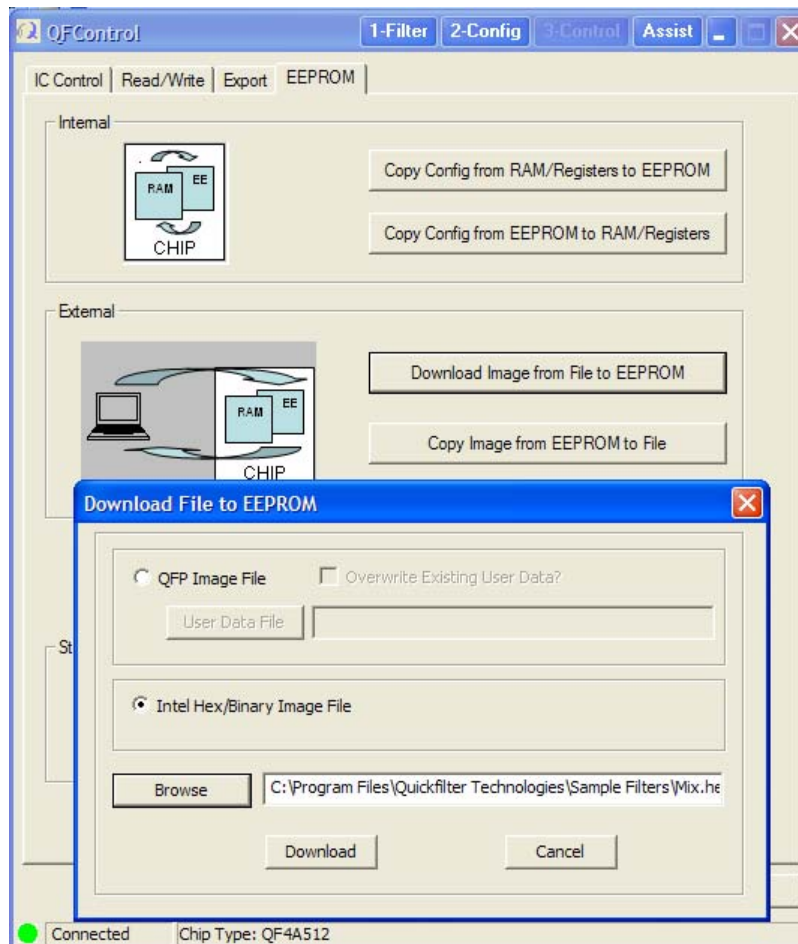 QFControl 1-Filter 2-Config 3-Control Assist
IC Control Read/Write Export EEPROM
Internal
RAM EE
CHIP
Copy Config from RAM/Registers to EEPROM
Copy Config from EEPROM to RAM/Registers
External
RAM EE
CHIP
Download Image from File to EEPROM
Copy Image from EEPROM to File
St
Download File to EEPROM
QFP Image File Overwrite Existing User Data?
User Data File
Intel Hex/Binary Image File
Browse C:\Program Files\Quickfilter Technologies\Sample Filters\Mix.he
Download Cancel
Connected Chip Type: QF4A512